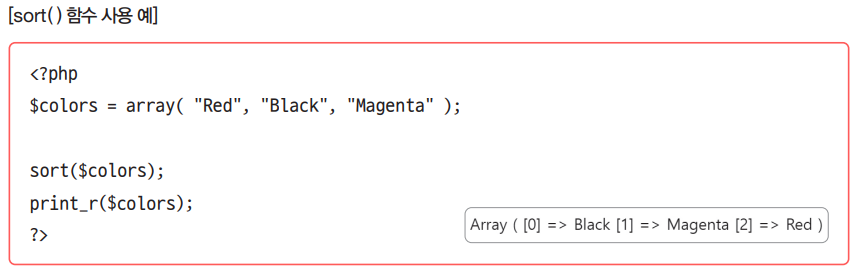 [sort( ) 함수 사용 예]
<?php
$colors = array( "Red", "Black", "Magenta" );
sort($colors);
print_r($colors);
?>
Array ( [0] => Black [1] => Magenta [2] => Red )